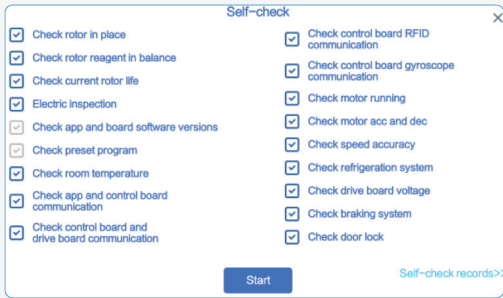 Self-check
Check rotor in place
Check rotor reagent in balance
Check current rotor life
Electric inspection
Check app and board software versions
Check preset program
Check room temperature
Check app and control board
communication
Check control board and
drive board communication
Check control board RFID
communication
Check control board gyroscope
communication
Check motor running
Check motor acc and dec
Check speed accuracy
Check refrigeration system
Check drive board voltage
Check braking system
Check door lock
Start
Self-check records>>